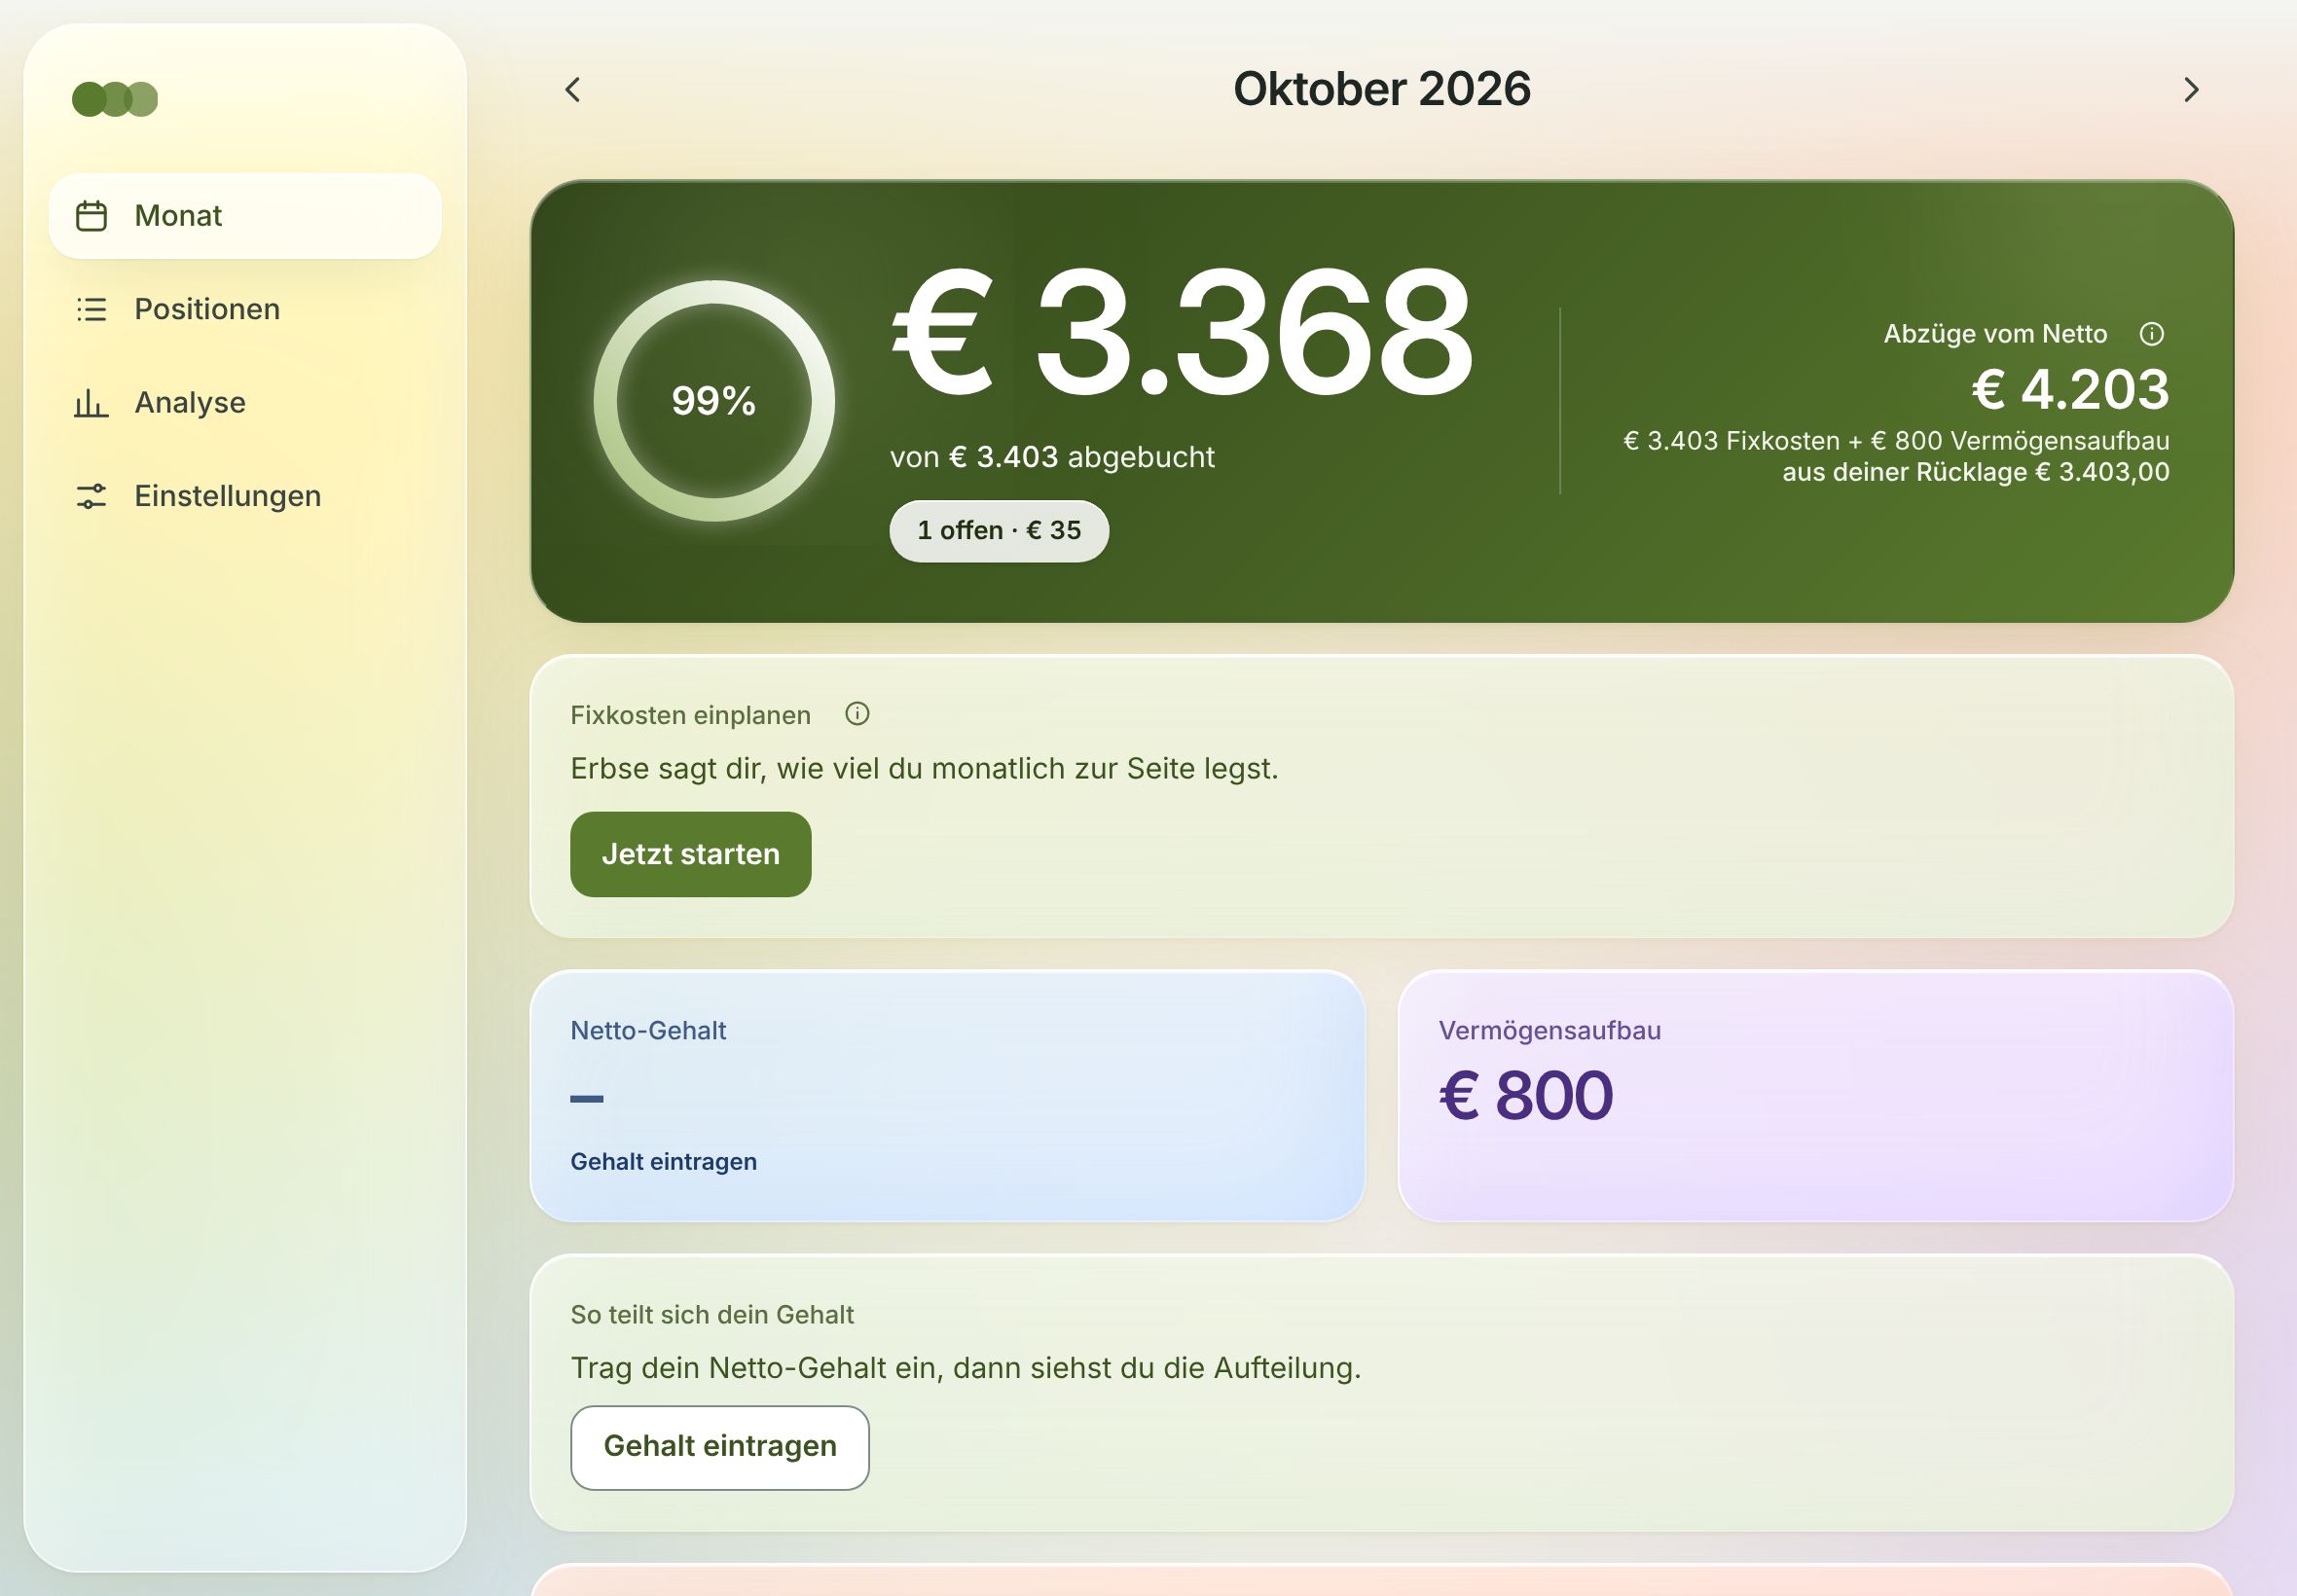 Oktober 2026
Monat
Positionen
Analyse
Einstellungen
99%
€ 3.368
von € 3.403 abgebucht
1 offen · € 35
Abzüge vom Netto
€ 4.203
€ 3.403 Fixkosten + € 800 Vermögensaufbau
aus deiner Rücklage € 3.403,00
Fixkosten einplanen
Erbse sagt dir, wie viel du monatlich zur Seite legst.
Jetzt starten
Netto-Gehalt
–
Gehalt eintragen
Vermögensaufbau
€ 800
So teilt sich dein Gehalt
Trag dein Netto-Gehalt ein, dann siehst du die Aufteilung.
Gehalt eintragen